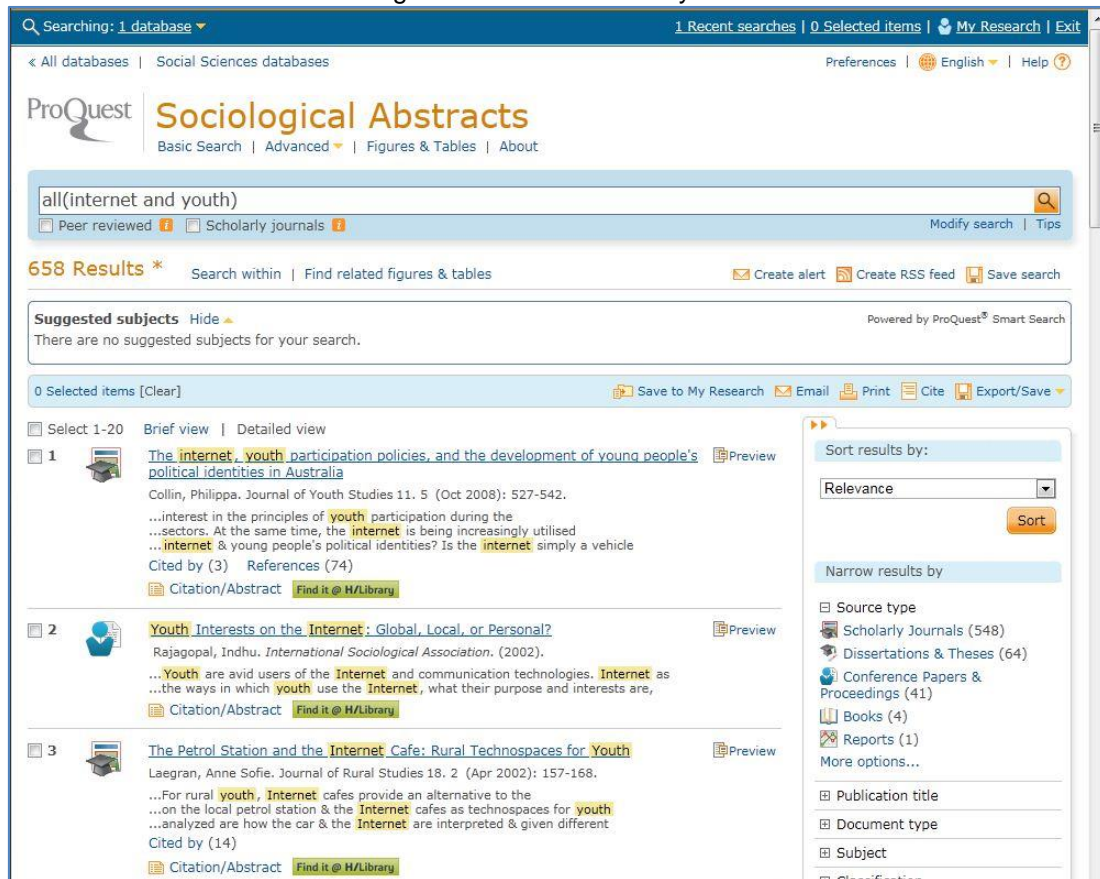 Searching: 1 database
1 Recent searches | 0 Selected items | My Research | Exit
« All databases | Social Sciences databases
Preferences | English | Help ?
ProQuest
Sociological Abstracts
Basic Search | Advanced | Figures & Tables | About
all(internet and youth)
Peer reviewed i Scholarly journals i
Modify search | Tips
658 Results *
Search within | Find related figures & tables
Create alert Create RSS feed Save search
Suggested subjects Hide
Powered by ProQuest® Smart Search
There are no suggested subjects for your search.
0 Selected items [Clear]
Save to My Research Email Print Cite Export/Save
Select 1-20 Brief view | Detailed view
1 The internet, youth participation policies, and the development of young people's
political identities in Australia
Preview
Collin, Philippa. Journal of Youth Studies 11. 5 (Oct 2008): 527-542.
...interest in the principles of youth participation during the
...sectors. At the same time, the internet is being increasingly utilised
...internet & young people's political identities? Is the internet simply a vehicle
Cited by (3) References (74)
Citation/Abstract Find it @ H/Library
2 Youth Interests on the Internet: Global, Local, or Personal?
Preview
Rajagopal, Indhu. International Sociological Association. (2002).
...Youth are avid users of the Internet and communication technologies. Internet as
...the ways in which youth use the Internet, what their purpose and interests are,
Citation/Abstract Find it @ H/Library
3 The Petrol Station and the Internet Cafe: Rural Technospaces for Youth
Preview
Laegran, Anne Sofie. Journal of Rural Studies 18. 2 (Apr 2002): 157-168.
...For rural youth, Internet cafes provide an alternative to the
...on the local petrol station & the Internet cafes as technospaces for youth
...analyzed are how the car & the Internet are interpreted & given different
Cited by (14)
Citation/Abstract Find it @ H/Library
Sort results by:
Relevance
Sort
Narrow results by
Source type
Scholarly Journals (548)
Dissertations & Theses (64)
Conference Papers &
Proceedings (41)
Books (4)
Reports (1)
More options...
Publication title
Document type
Subject